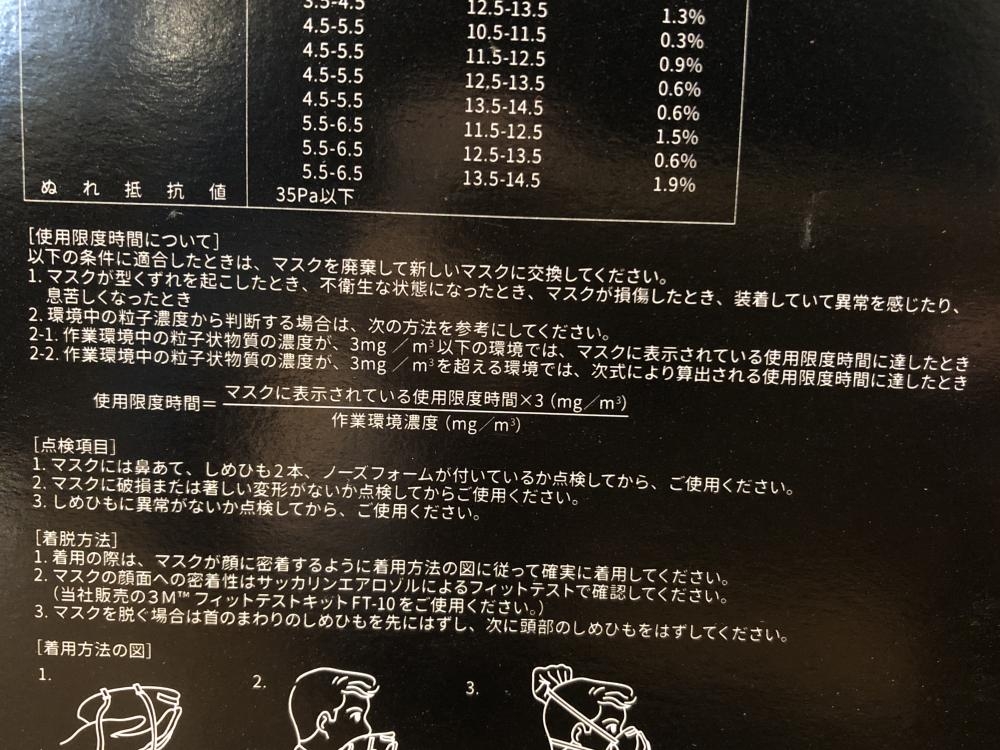 3.5-4.5 12.5-13.5 1.3%
4.5-5.5 10.5-11.5 0.3%
4.5-5.5 11.5-12.5 0.9%
4.5-5.5 12.5-13.5 0.6%
4.5-5.5 13.5-14.5 0.6%
5.5-6.5 11.5-12.5 1.5%
5.5-6.5 12.5-13.5 0.6%
5.5-6.5 13.5-14.5 1.9%
ぬれ抵抗値 35Pa以下
[使用限度時間について]
以下の条件に適合したときは、マスクを廃棄して新しいマスクに交換してください。
1. マスクが型くずれを起こしたとき、不衛生な状態になったとき、マスクが損傷したとき、装着していて異常を感じたり、
息苦しくなったとき
2. 環境中の粒子濃度から判断する場合は、次の方法を参考にしてください。
2-1. 作業環境中の粒子状物質の濃度が、3mg／m³以下の環境では、マスクに表示されている使用限度時間に達したとき
2-2. 作業環境中の粒子状物質の濃度が、3mg／m³を超える環境では、次式により算出される使用限度時間に達したとき
使用限度時間＝ マスクに表示されている使用限度時間×3 (mg／m³)
作業環境濃度 (mg／m³)
[点検項目]
1. マスクには鼻あて、しめひも2本、ノーズフォームが付いているか点検してから、ご使用ください。
2. マスクに破損または著しい変形がないか点検してからご使用ください。
3. しめひもに異常がないか点検してから、ご使用ください。
[着脱方法]
1. 着用の際は、マスクが顔に密着するように着用方法の図に従って確実に着用してください。
2. マスクの顔面への密着性はサッカリンエアロゾルによるフィットテストで確認してください。
（当社販売の3M™ フィットテストキット FT-10 をご使用ください。）
3. マスクを脱ぐ場合は首のまわりのしめひもを先にはずし、次に頭部のしめひもをはずしてください。
[着用方法の図]
1. 2. 3.